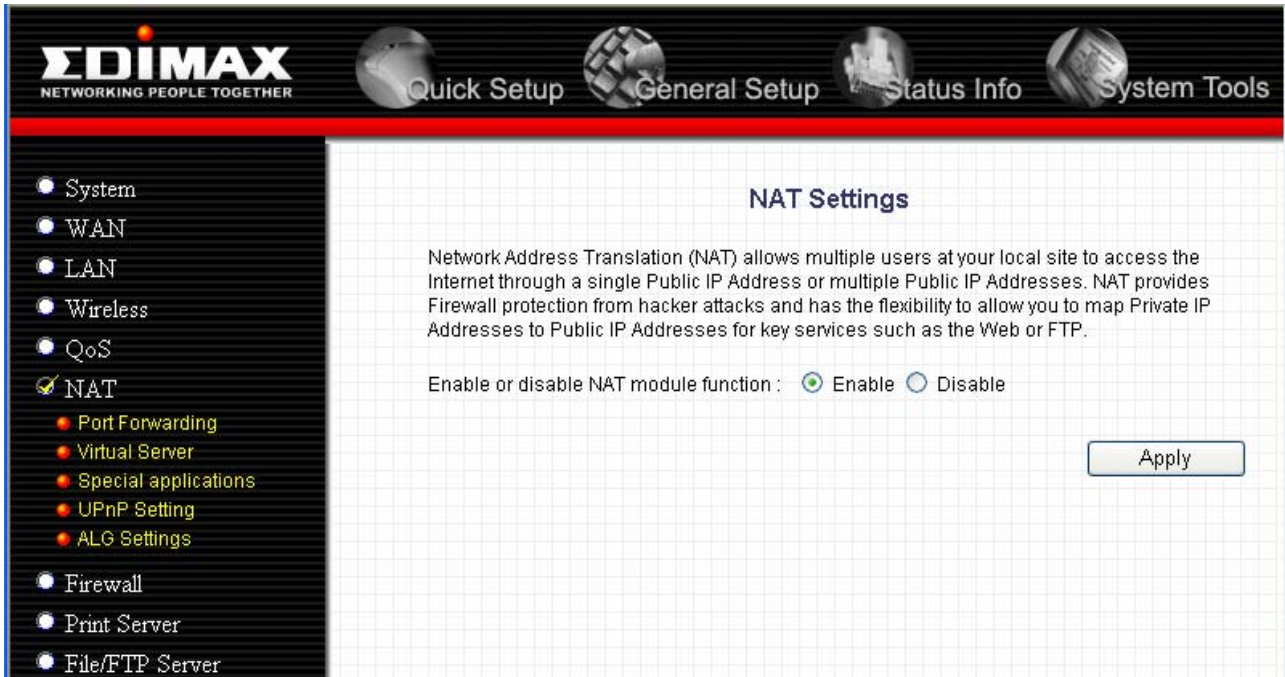 EDIMAX
NETWORKING PEOPLE TOGETHER
Quick Setup
General Setup
Status Info
System Tools
System
WAN
LAN
Wireless
QoS
NAT
Port Forwarding
Virtual Server
Special applications
UPnP Setting
ALG Settings
Firewall
Print Server
File/FTP Server
NAT Settings
Network Address Translation (NAT) allows multiple users at your local site to access the
Internet through a single Public IP Address or multiple Public IP Addresses. NAT provides
Firewall protection from hacker attacks and has the flexibility to allow you to map Private IP
Addresses to Public IP Addresses for key services such as the Web or FTP.
Enable or disable NAT module function : Enable Disable
Apply